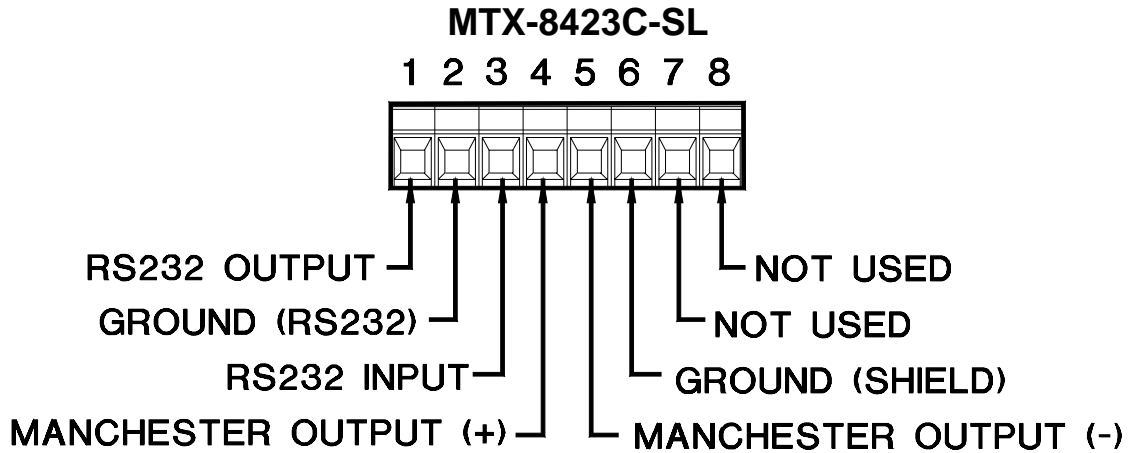 MTX-8423C-SL
1 2 3 4 5 6 7 8
RS232 OUTPUT
NOT USED
GROUND (RS232)
NOT USED
RS232 INPUT
GROUND (SHIELD)
MANCHESTER OUTPUT (+)
MANCHESTER OUTPUT (-)